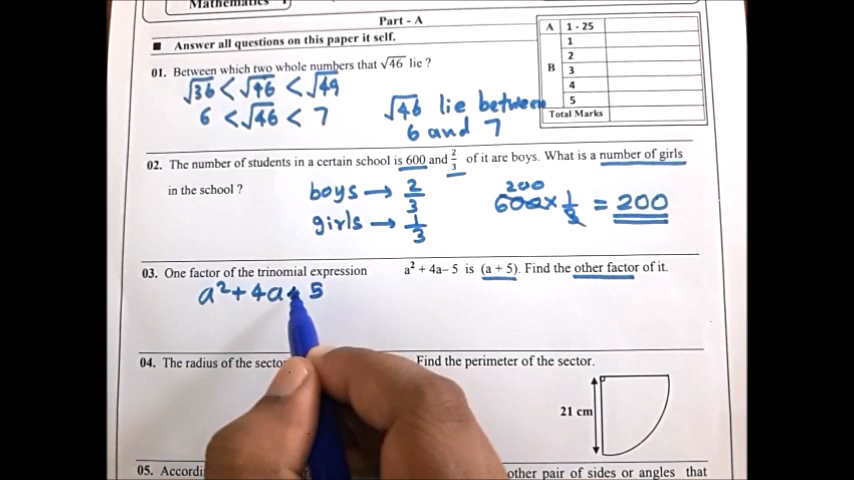 Mathematics - I
Part - A
Answer all questions on this paper it self.
A 1 - 25
B 1
2
3
4
5
Total Marks
01. Between which two whole numbers that √46 lie ?
√36 < √46 < √49
6 < √46 < 7
√46 lie between
6 and 7
02. The number of students in a certain school is 600 and 2/3 of it are boys. What is a number of girls
in the school ?
boys → 2/3
girls → 1/3
200
600 × 1/3 = 200
03. One factor of the trinomial expression a² + 4a– 5 is (a + 5). Find the other factor of it.
a² + 4a 5
04. The radius of the Find the perimeter of the sector.
21 cm
05. other pair of sides or angles that